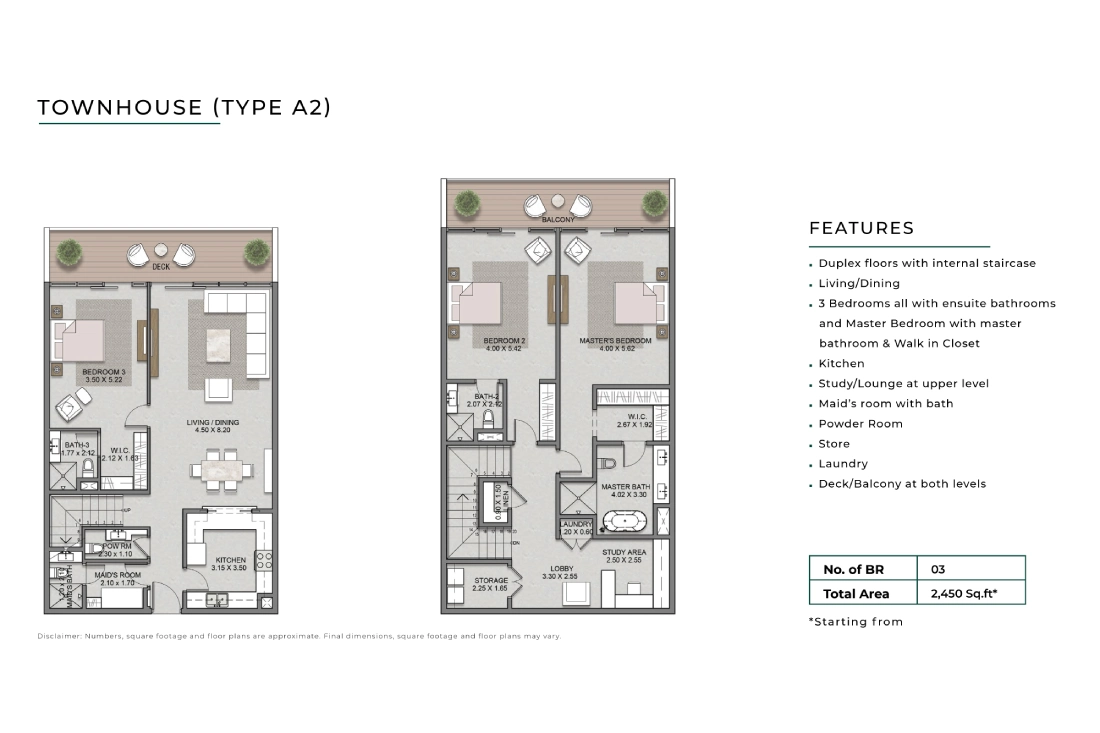 TOWNHOUSE (TYPE A2)
DECK
BEDROOM 3
3.50 X 5.22
LIVING / DINING
4.50 X 8.20
BATH-3
1.77 x 2.12
W.I.C.
2.12 X 1.63
UP
POW RM
2.30 x 1.10
MAID'S ROOM
2.10 x 1.70
MAID'S BATH
KITCHEN
3.15 X 3.50
BALCONY
BEDROOM 2
4.00 X 5.42
MASTER'S BEDROOM
4.00 X 5.62
BATH-2
2.07 X 2.12
W.I.C.
2.67 X 1.92
LINEN
0.90 X 1.50
MASTER BATH
4.02 X 3.30
LAUNDRY
1.20 X 0.60
DN
STUDY AREA
2.50 X 2.55
LOBBY
3.30 X 2.55
STORAGE
2.25 X 1.65
Disclaimer: Numbers, square footage and floor plans are approximate. Final dimensions, square footage and floor plans may vary.
FEATURES
Duplex floors with internal staircase
Living/Dining
3 Bedrooms all with ensuite bathrooms
and Master Bedroom with master
bathroom & Walk in Closet
Kitchen
Study/Lounge at upper level
Maid's room with bath
Powder Room
Store
Laundry
Deck/Balcony at both levels
No. of BR 03
Total Area 2,450 Sq.ft*
*Starting from